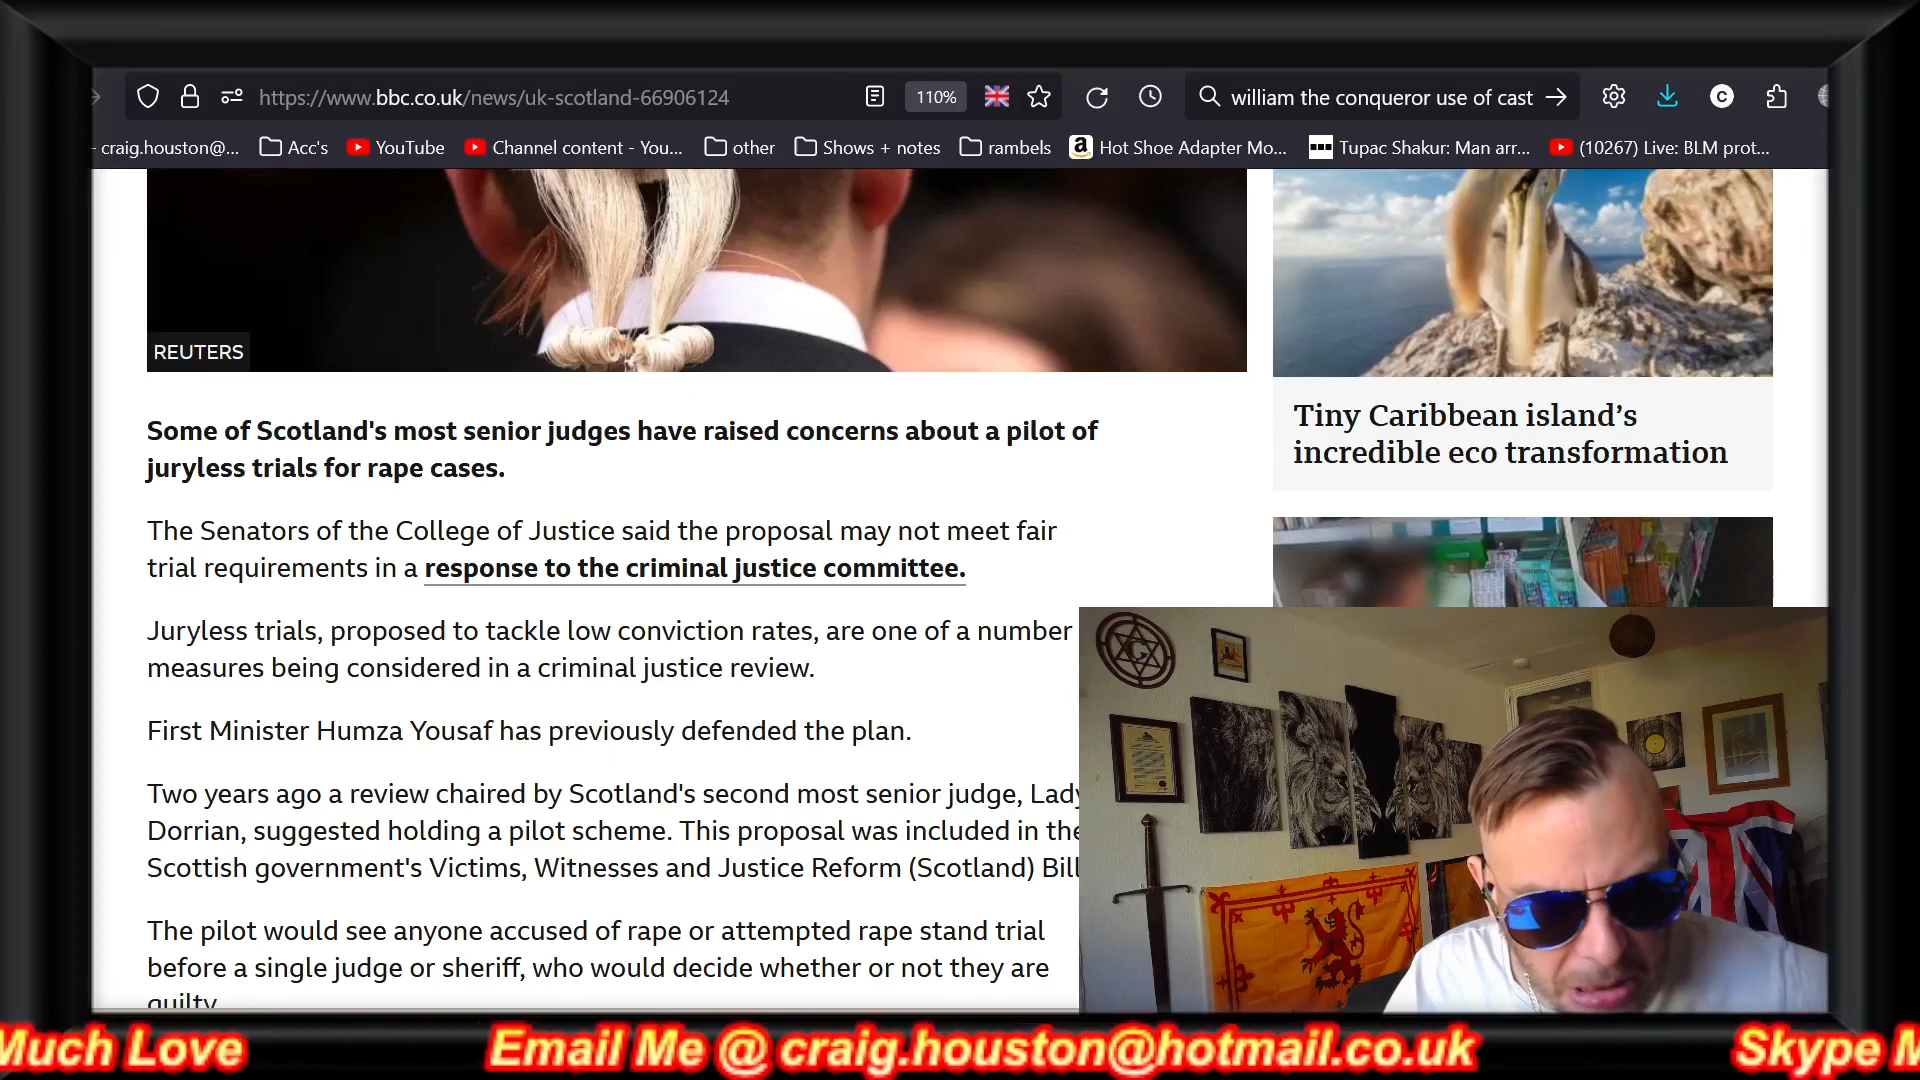 https://www.bbc.co.uk/news/uk-scotland-66906124
110%
william the conqueror use of cast
- craig.houston@...
Acc's
YouTube
Channel content - You...
other
Shows + notes
rambels
Hot Shoe Adapter Mo...
Tupac Shakur: Man arr...
(10267) Live: BLM prot...
REUTERS
Some of Scotland's most senior judges have raised concerns about a pilot of
juryless trials for rape cases.
The Senators of the College of Justice said the proposal may not meet fair
trial requirements in a response to the criminal justice committee.
Juryless trials, proposed to tackle low conviction rates, are one of a number
measures being considered in a criminal justice review.
First Minister Humza Yousaf has previously defended the plan.
Two years ago a review chaired by Scotland's second most senior judge, Lady
Dorrian, suggested holding a pilot scheme. This proposal was included in the
Scottish government's Victims, Witnesses and Justice Reform (Scotland) Bill
The pilot would see anyone accused of rape or attempted rape stand trial
before a single judge or sheriff, who would decide whether or not they are
guilty
Tiny Caribbean island's
incredible eco transformation
Much Love
Email Me @ craig.houston@hotmail.co.uk
Skype M